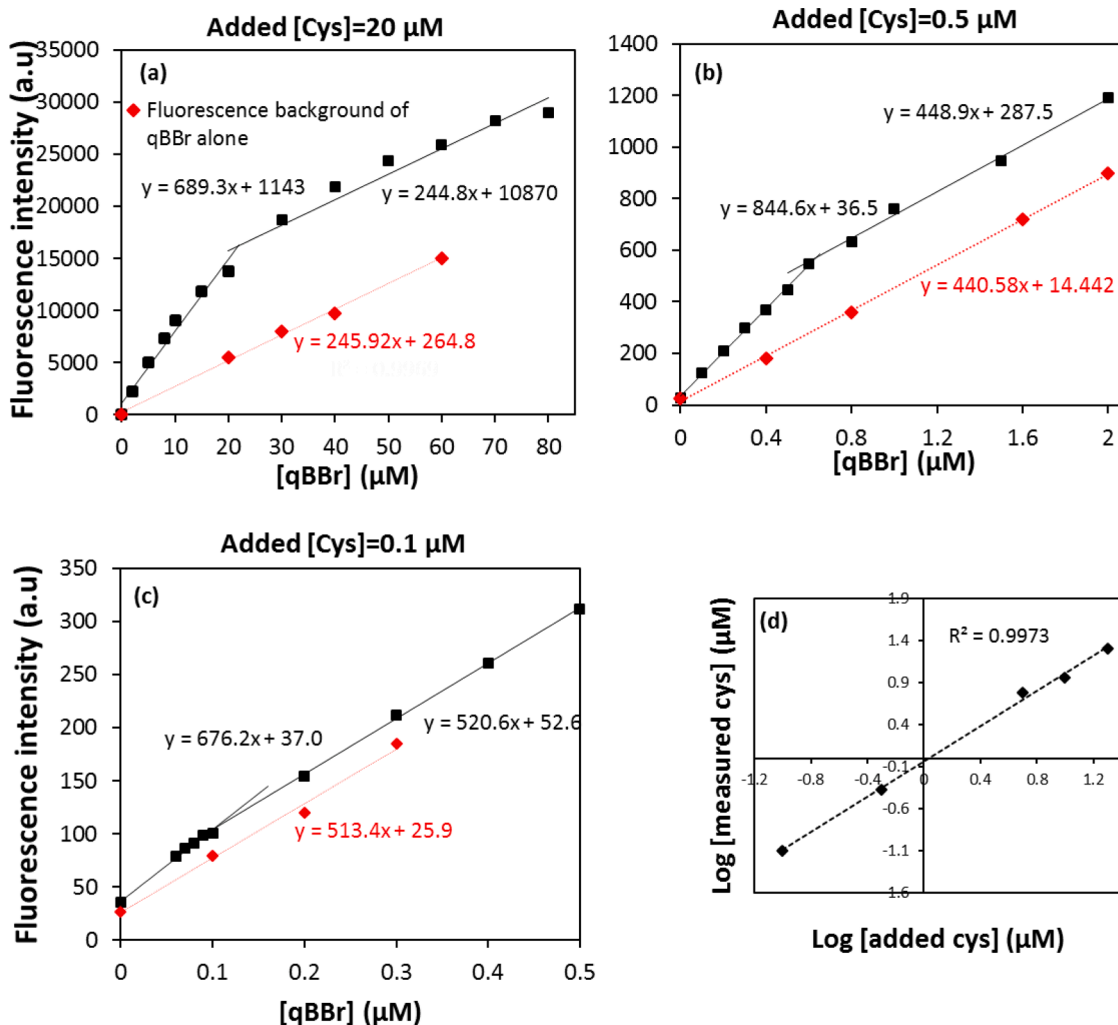 Added [Cys]=20 µM
Fluorescence intensity (a.u)
35000
30000
25000
20000
15000
10000
5000
0
(a)
Fluorescence background of
qBBr alone
y = 689.3x + 1143
y = 244.8x + 10870
y = 245.92x + 264.8
0 10 20 30 40 50 60 70 80
[qBBr] (µM)
Added [Cys]=0.5 µM
Fluorescence intensity (a.u)
1400
1200
1000
800
600
400
200
0
(b)
y = 448.9x + 287.5
y = 844.6x + 36.5
y = 440.58x + 14.442
0 0.4 0.8 1.2 1.6 2
[qBBr] (µM)
Added [Cys]=0.1 µM
Fluorescence intensity (a.u)
350
300
250
200
150
100
50
0
(c)
y = 676.2x + 37.0
y = 520.6x + 52.6
y = 513.4x + 25.9
0 0.1 0.2 0.3 0.4 0.5
[qBBr] (µM)
Log [measured cys] (µM)
(d)
R² = 0.9973
1.9
1.4
0.9
0.4
-0.1
-0.6
-1.1
-1.6
-1.2 -0.8 -0.4 0 0.4 0.8 1.2
Log [added cys] (µM)